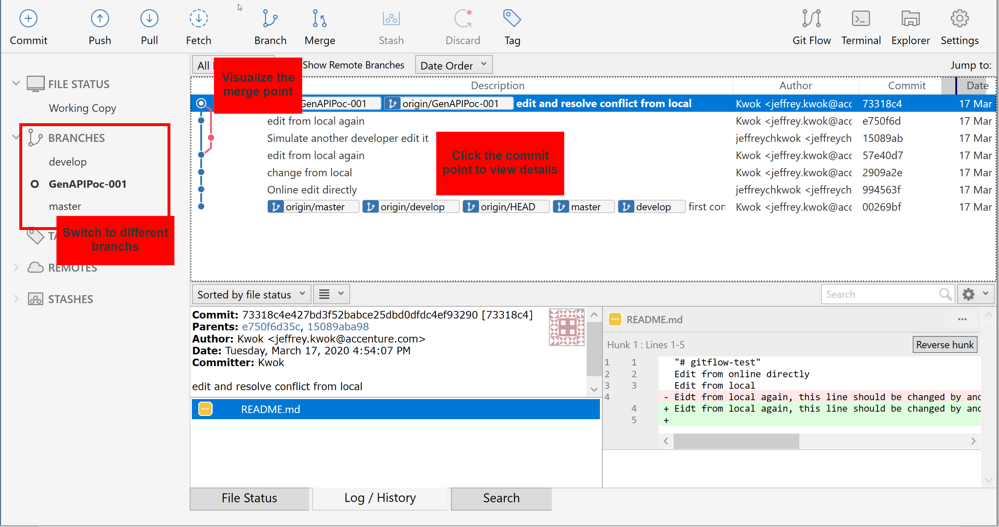 Commit Push Pull Fetch Branch Merge Stash Discard Tag Git Flow Terminal Explorer Settings
All Show Remote Branches Date Order Jump to:
Visualize the
merge point
FILE STATUS
Working Copy
BRANCHES
develop
GenAPIPoc-001
master
Switch to different
branchs
REMOTES
STASHES
Description Author Commit Date
GenAPIPoc-001 origin/GenAPIPoc-001 edit and resolve conflict from local Kwok <jeffrey.kwok@acc 73318c4 17 Mar
edit from local again Kwok <jeffrey.kwok@acc e750f6d 17 Mar
Simulate another developer edit it jeffreychkwok <jeffreych 15089ab 17 Mar
edit from local again Kwok <jeffrey.kwok@acc 57e40d7 17 Mar
change from local Kwok <jeffrey.kwok@acc 2909a2e 17 Mar
Online edit directly jeffreychkwok <jeffreych 994563f 17 Mar
origin/master origin/develop origin/HEAD master develop first con Kwok <jeffrey.kwok@acc 00269bf 17 Mar
Click the commit
point to view details
Sorted by file status Search
Commit: 73318c4e427bd3f52babce25dbd0dfdc4ef93290 [73318c4]
Parents: e750f6d35c, 15089aba98
Author: Kwok <jeffrey.kwok@accenture.com>
Date: Tuesday, March 17, 2020 4:54:07 PM
Committer: Kwok
edit and resolve conflict from local
README.md
README.md
Hunk 1 : Lines 1-5 Reverse hunk
1 1 "# gitflow-test"
2 2 Edit from online directly
3 3 Edit from local
4 - Eidt from local again, this line should be changed by anc
4 + Eidt from local again, this line should be changed by anc
5 +
File Status Log / History Search